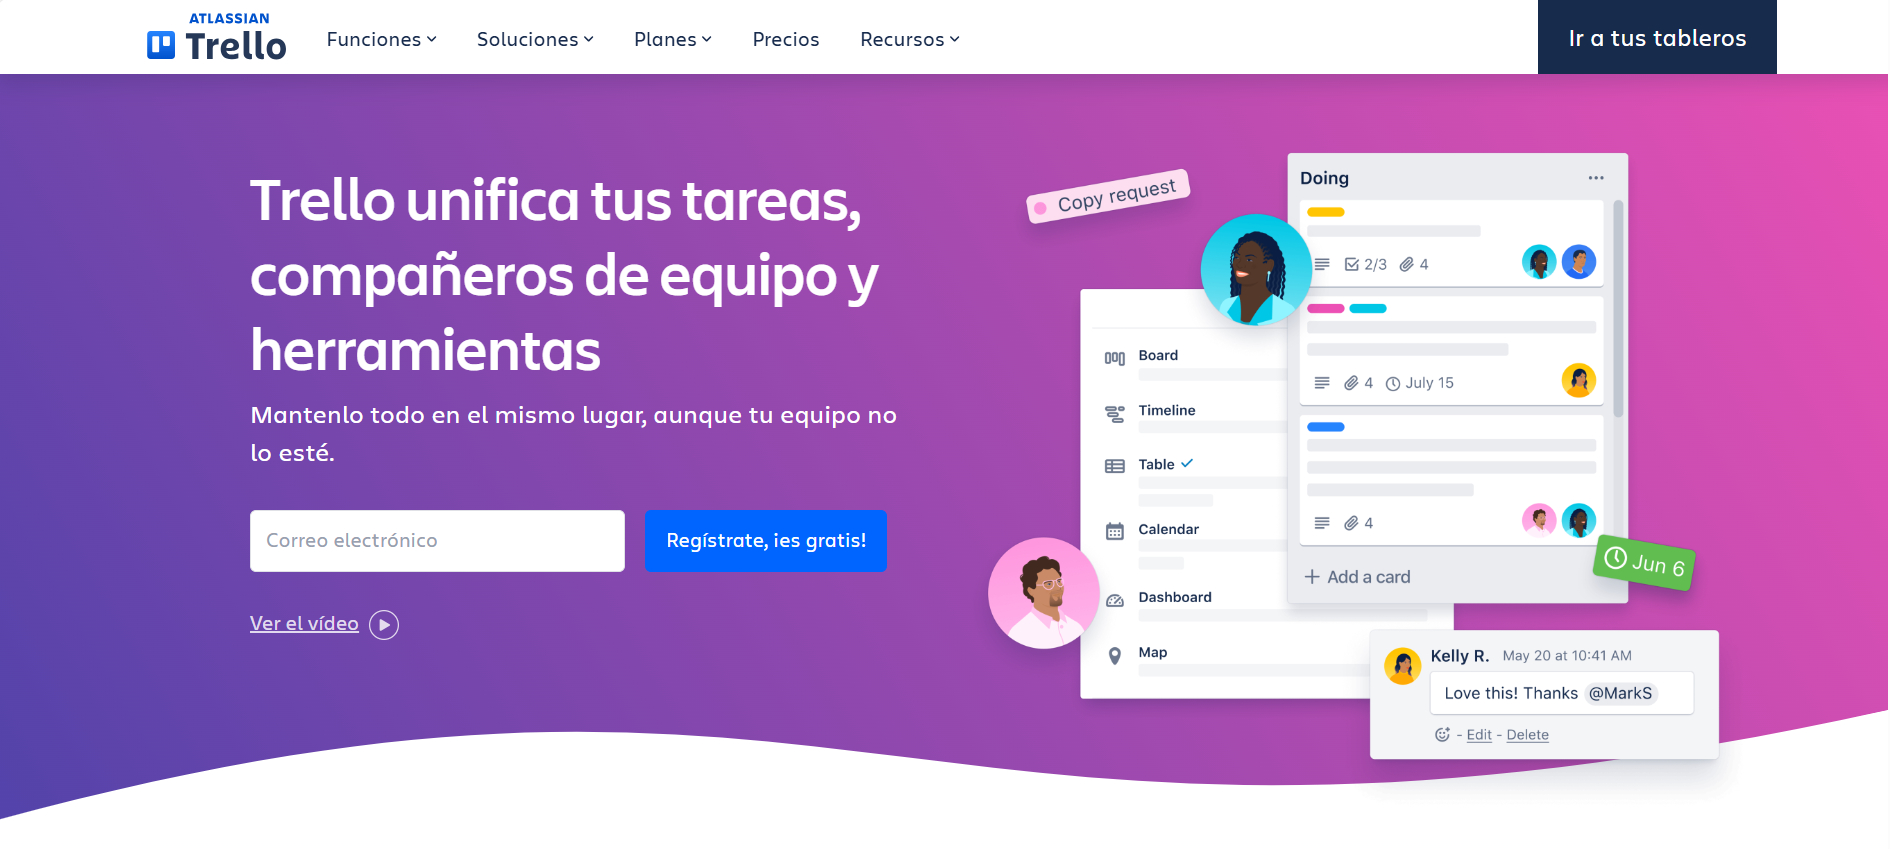 ATLASSIAN
Trello
Funciones
Soluciones
Planes
Precios
Recursos
Ir a tus tableros
Trello unifica tus tareas,
compañeros de equipo y
herramientas
Mantenlo todo en el mismo lugar, aunque tu equipo no
lo esté.
Correo electrónico
Regístrate, ¡es gratis!
Ver el vídeo
Copy request
Doing
2/3
4
4
July 15
4
+ Add a card
Jun 6
Board
Timeline
Table
Calendar
Dashboard
Map
Kelly R. May 20 at 10:41 AM
Love this! Thanks @MarkS
- Edit - Delete